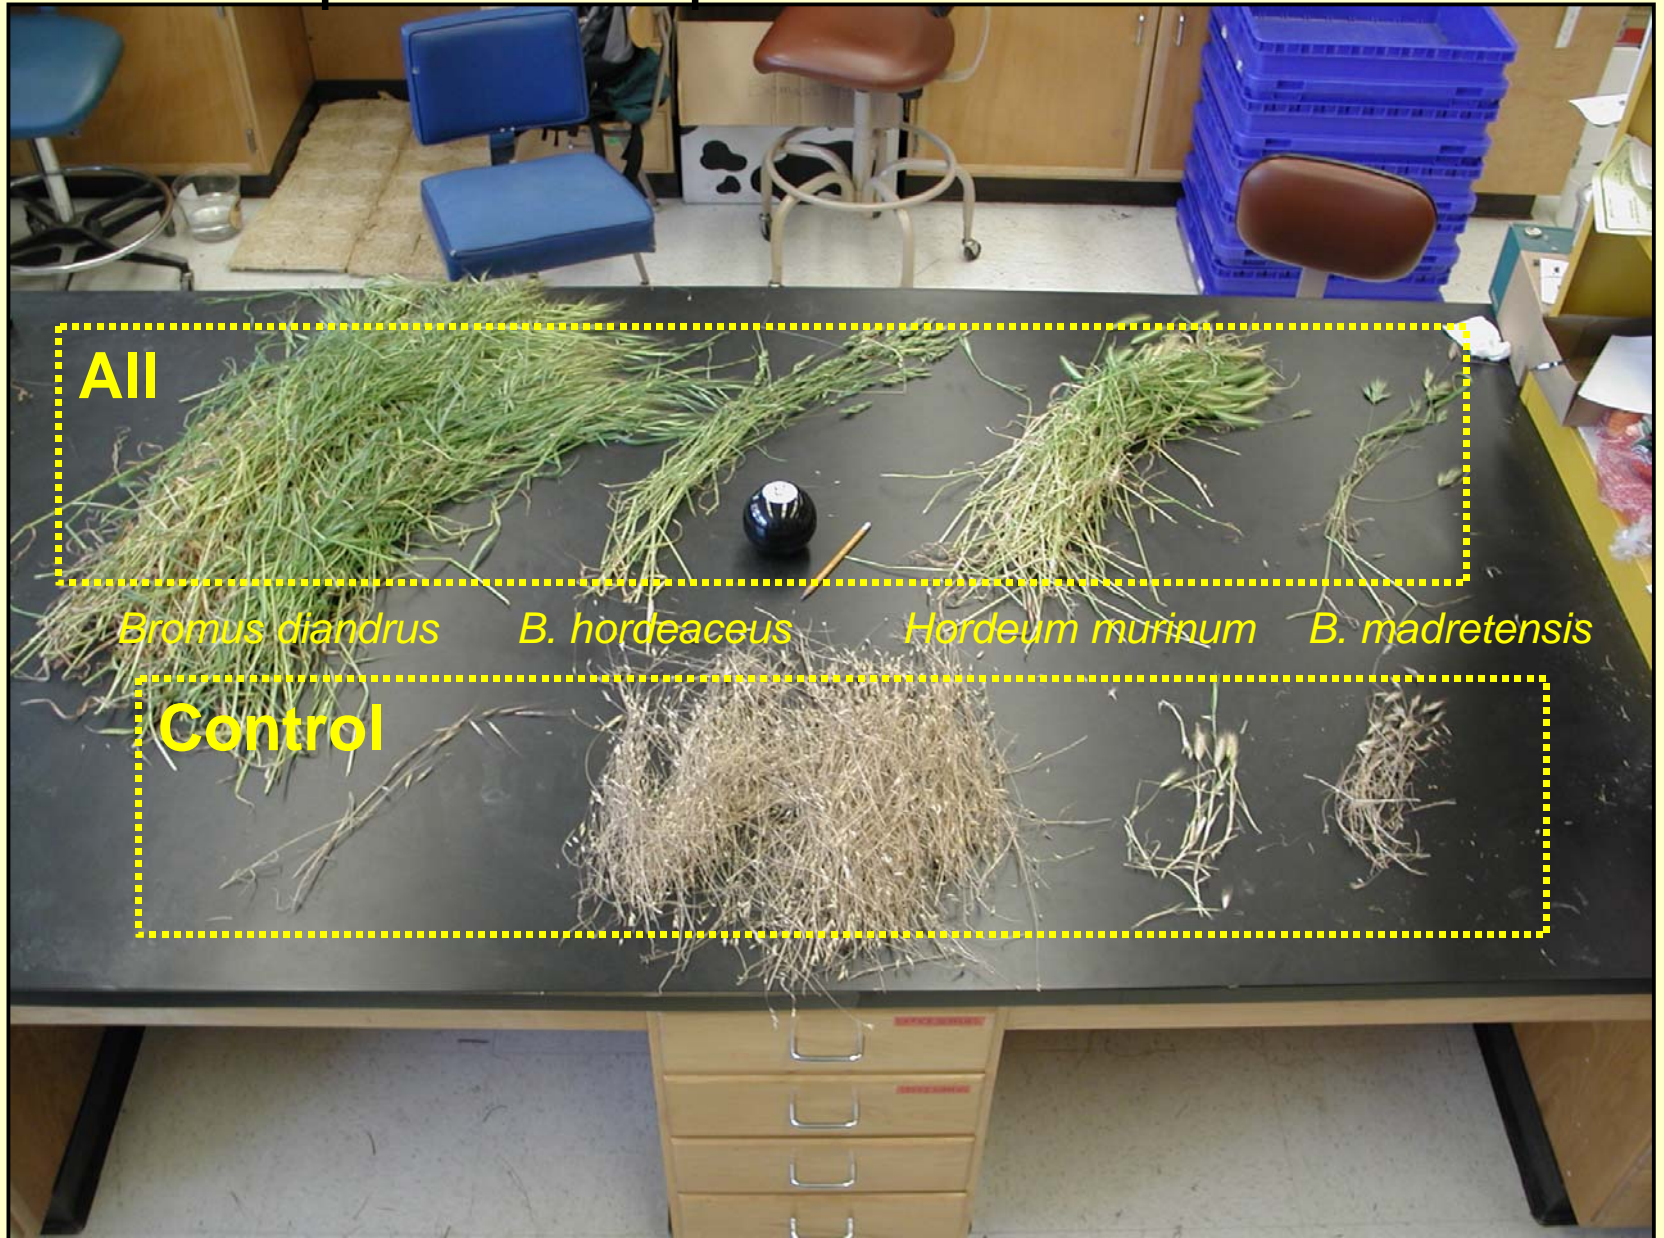 All
Bromus diandrus B. hordeaceus Hordeum murinum B. madretensis
Control